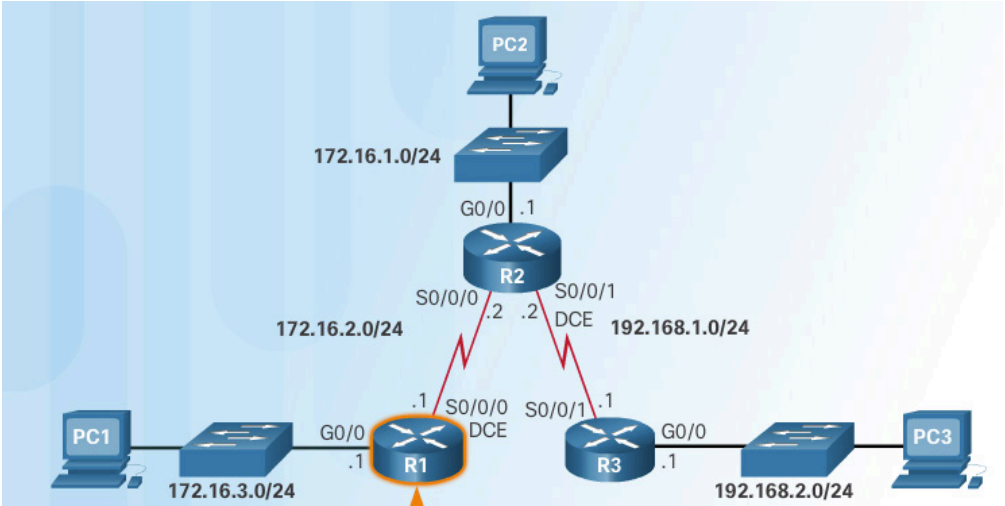 PC2
172.16.1.0/24
G0/0 .1
R2
S0/0/0 .2 .2 S0/0/1
DCE
172.16.2.0/24 192.168.1.0/24
.1 S0/0/0 S0/0/1 .1
DCE
PC1 G0/0 G0/0 PC3
.1 R1 R3 .1
172.16.3.0/24 192.168.2.0/24